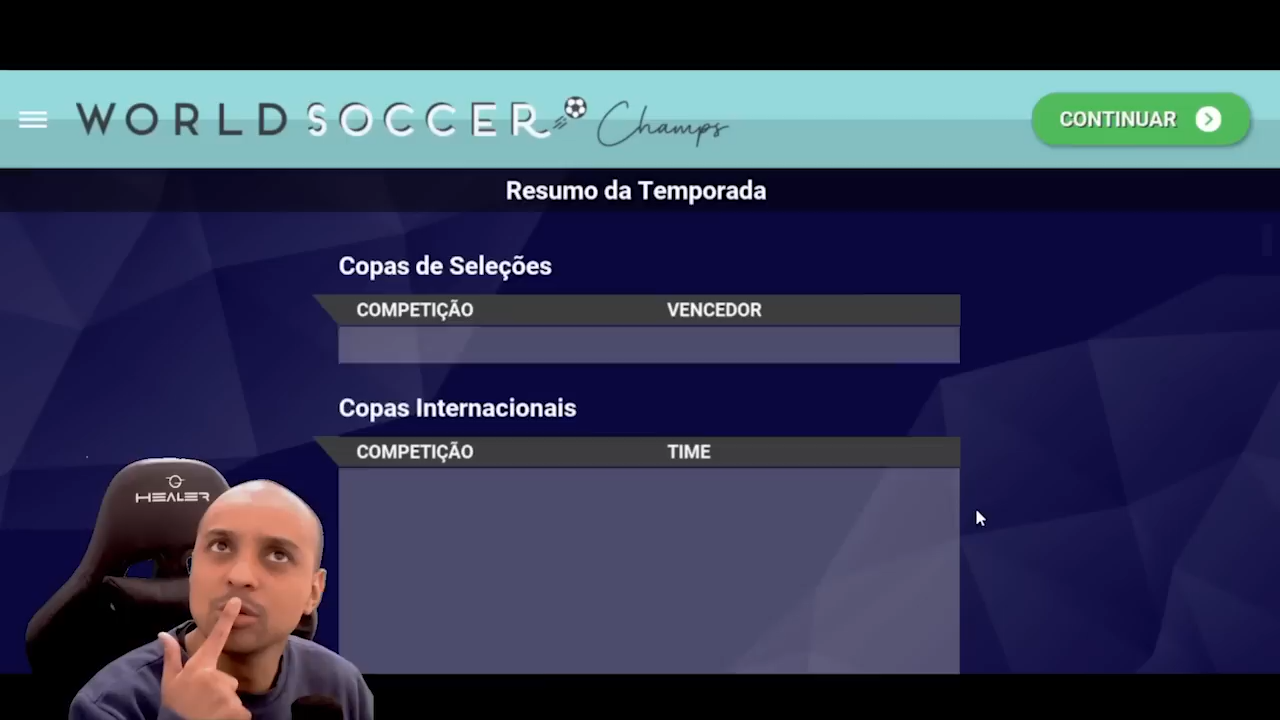 WORLD SOCCER Champs
CONTINUAR
Resumo da Temporada
Copas de Seleções
COMPETIÇÃO VENCEDOR
Copas Internacionais
COMPETIÇÃO TIME
HEALER